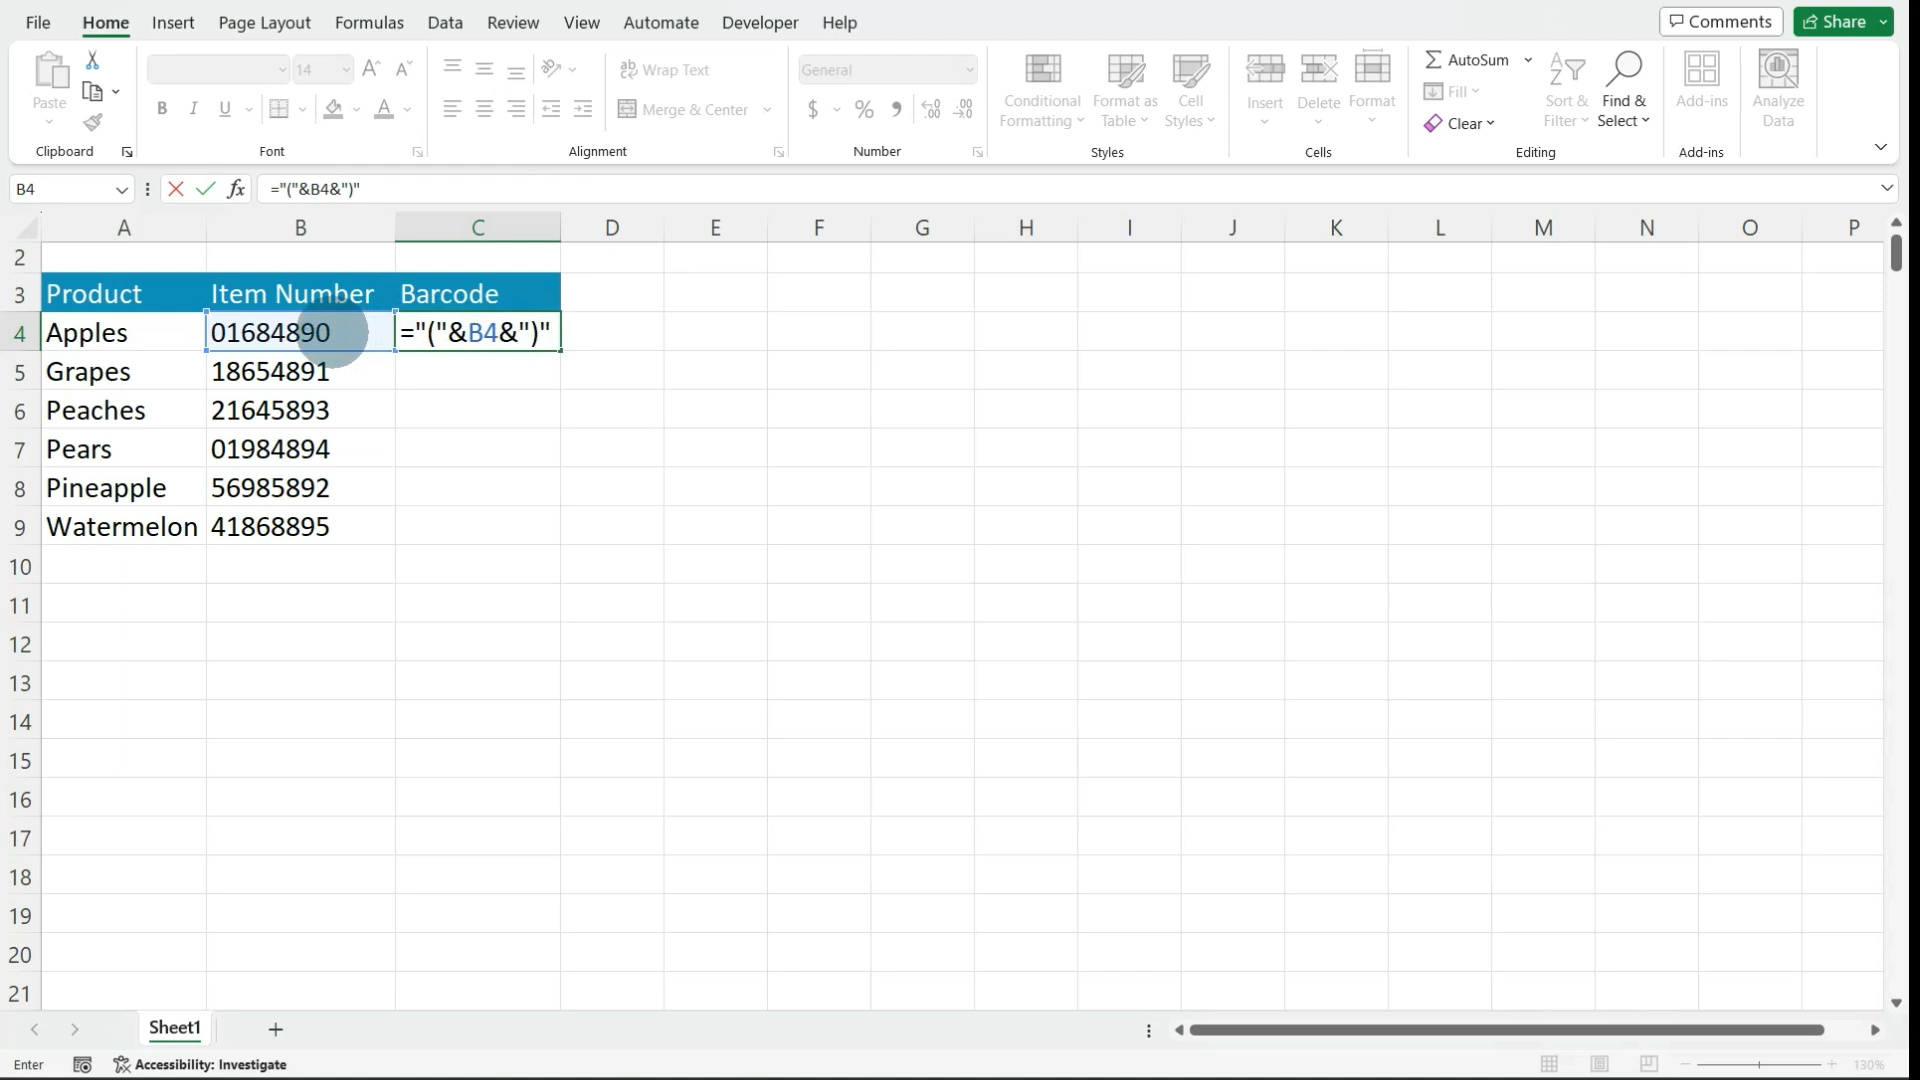 File Home Insert Page Layout Formulas Data Review View Automate Developer Help Comments Share
14 General AutoSum
Wrap Text Fill
Paste B I U A $ % Merge & Center Conditional Formatting Format as Table Cell Styles Insert Delete Format Clear Sort & Filter Find & Select Add-ins Analyze Data
Clipboard Font Alignment Number Styles Cells Editing Add-ins
B4 fx ="("&B4&")"
A B C D E F G H I J K L M N O P
2
3 Product Item Number Barcode
4 Apples 01684890 ="("&B4&")"
5 Grapes 18654891
6 Peaches 21645893
7 Pears 01984894
8 Pineapple 56985892
9 Watermelon 41868895
10
11
12
13
14
15
16
17
18
19
20
21
Sheet1
Enter Accessibility: Investigate 130%